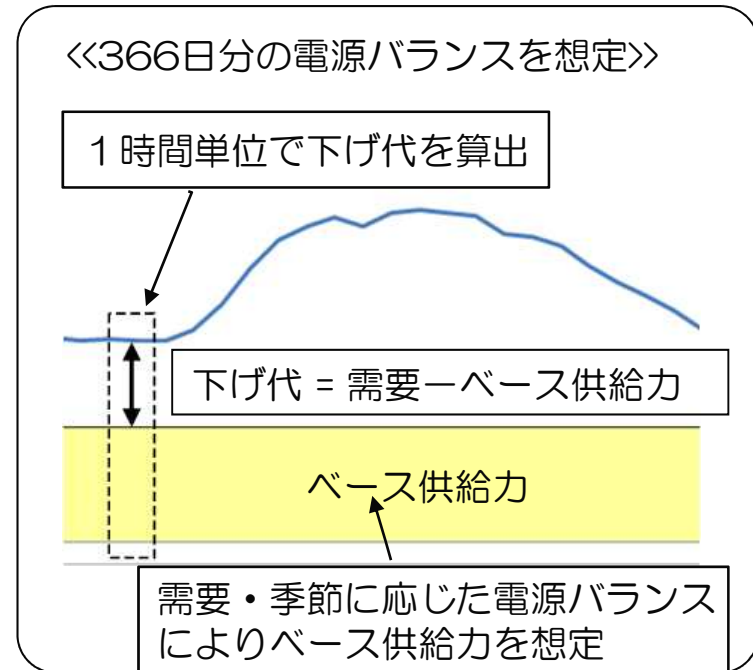 ≪366日分の電源バランスを想定≫
１時間単位で下げ代を算出
下げ代 = 需要ーベース供給力
ベース供給力
需要・季節に応じた電源バランス
によりベース供給力を想定